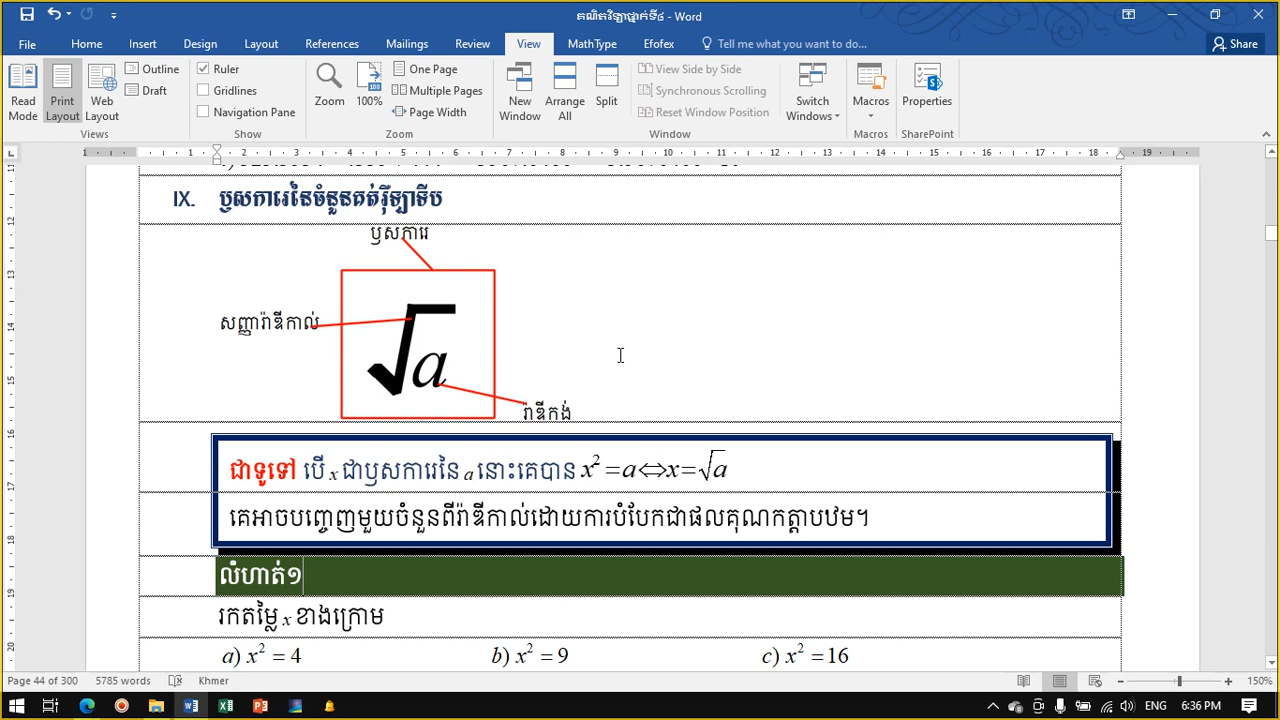 គណិតវិទ្យាថ្នាក់ទី៤ - Word
File Home Insert Design Layout References Mailings Review View MathType Efofex Tell me what you want to do... Share
Read Mode
Print Layout
Web Layout
Outline
Draft
Views
Ruler
Gridlines
Navigation Pane
Show
Zoom
100%
One Page
Multiple Pages
Page Width
Zoom
New Window
Arrange All
Split
View Side by Side
Synchronous Scrolling
Reset Window Position
Window
Switch Windows
Macros
Macros
Properties
SharePoint
IX. ឫសការេនៃចំនួនគត់រ៉ឺឡាទីប
ឫសការេ
សញ្ញារ៉ាឌីកាល់
√a
រ៉ាឌីកង់
ជាទូទៅ បើ x ជាឫសការេនៃ a នោះគេបាន x² = a ⇔ x = √a
គេអាចបញ្ចេញមួយចំនួនពីរ៉ាឌីកាល់ដោយការបំបែកជាផលគុណកត្តាបឋម។
លំហាត់១
រកតម្លៃ x ខាងក្រោម
a) x² = 4 b) x² = 9 c) x² = 16
Page 44 of 300 5785 words Khmer 150%
ENG 6:36 PM